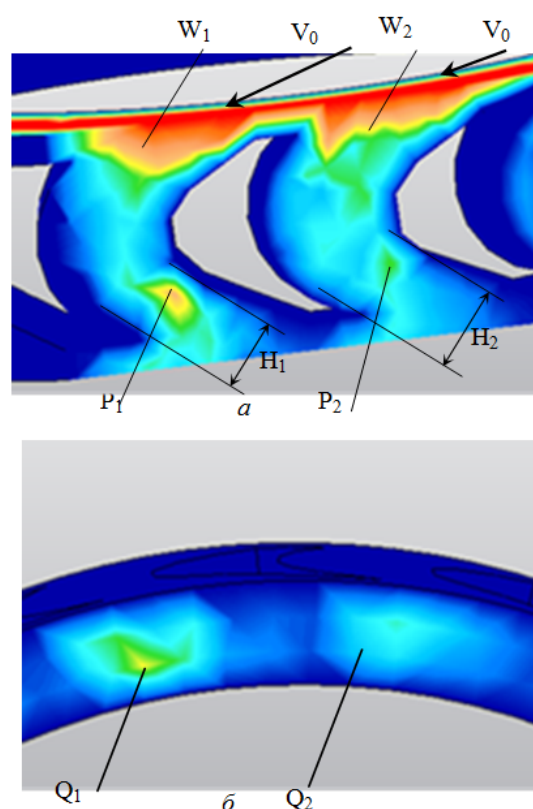 W₁ V₀ W₂ V₀
H₁ H₂
P₁ а P₂
Q₁ б Q₂